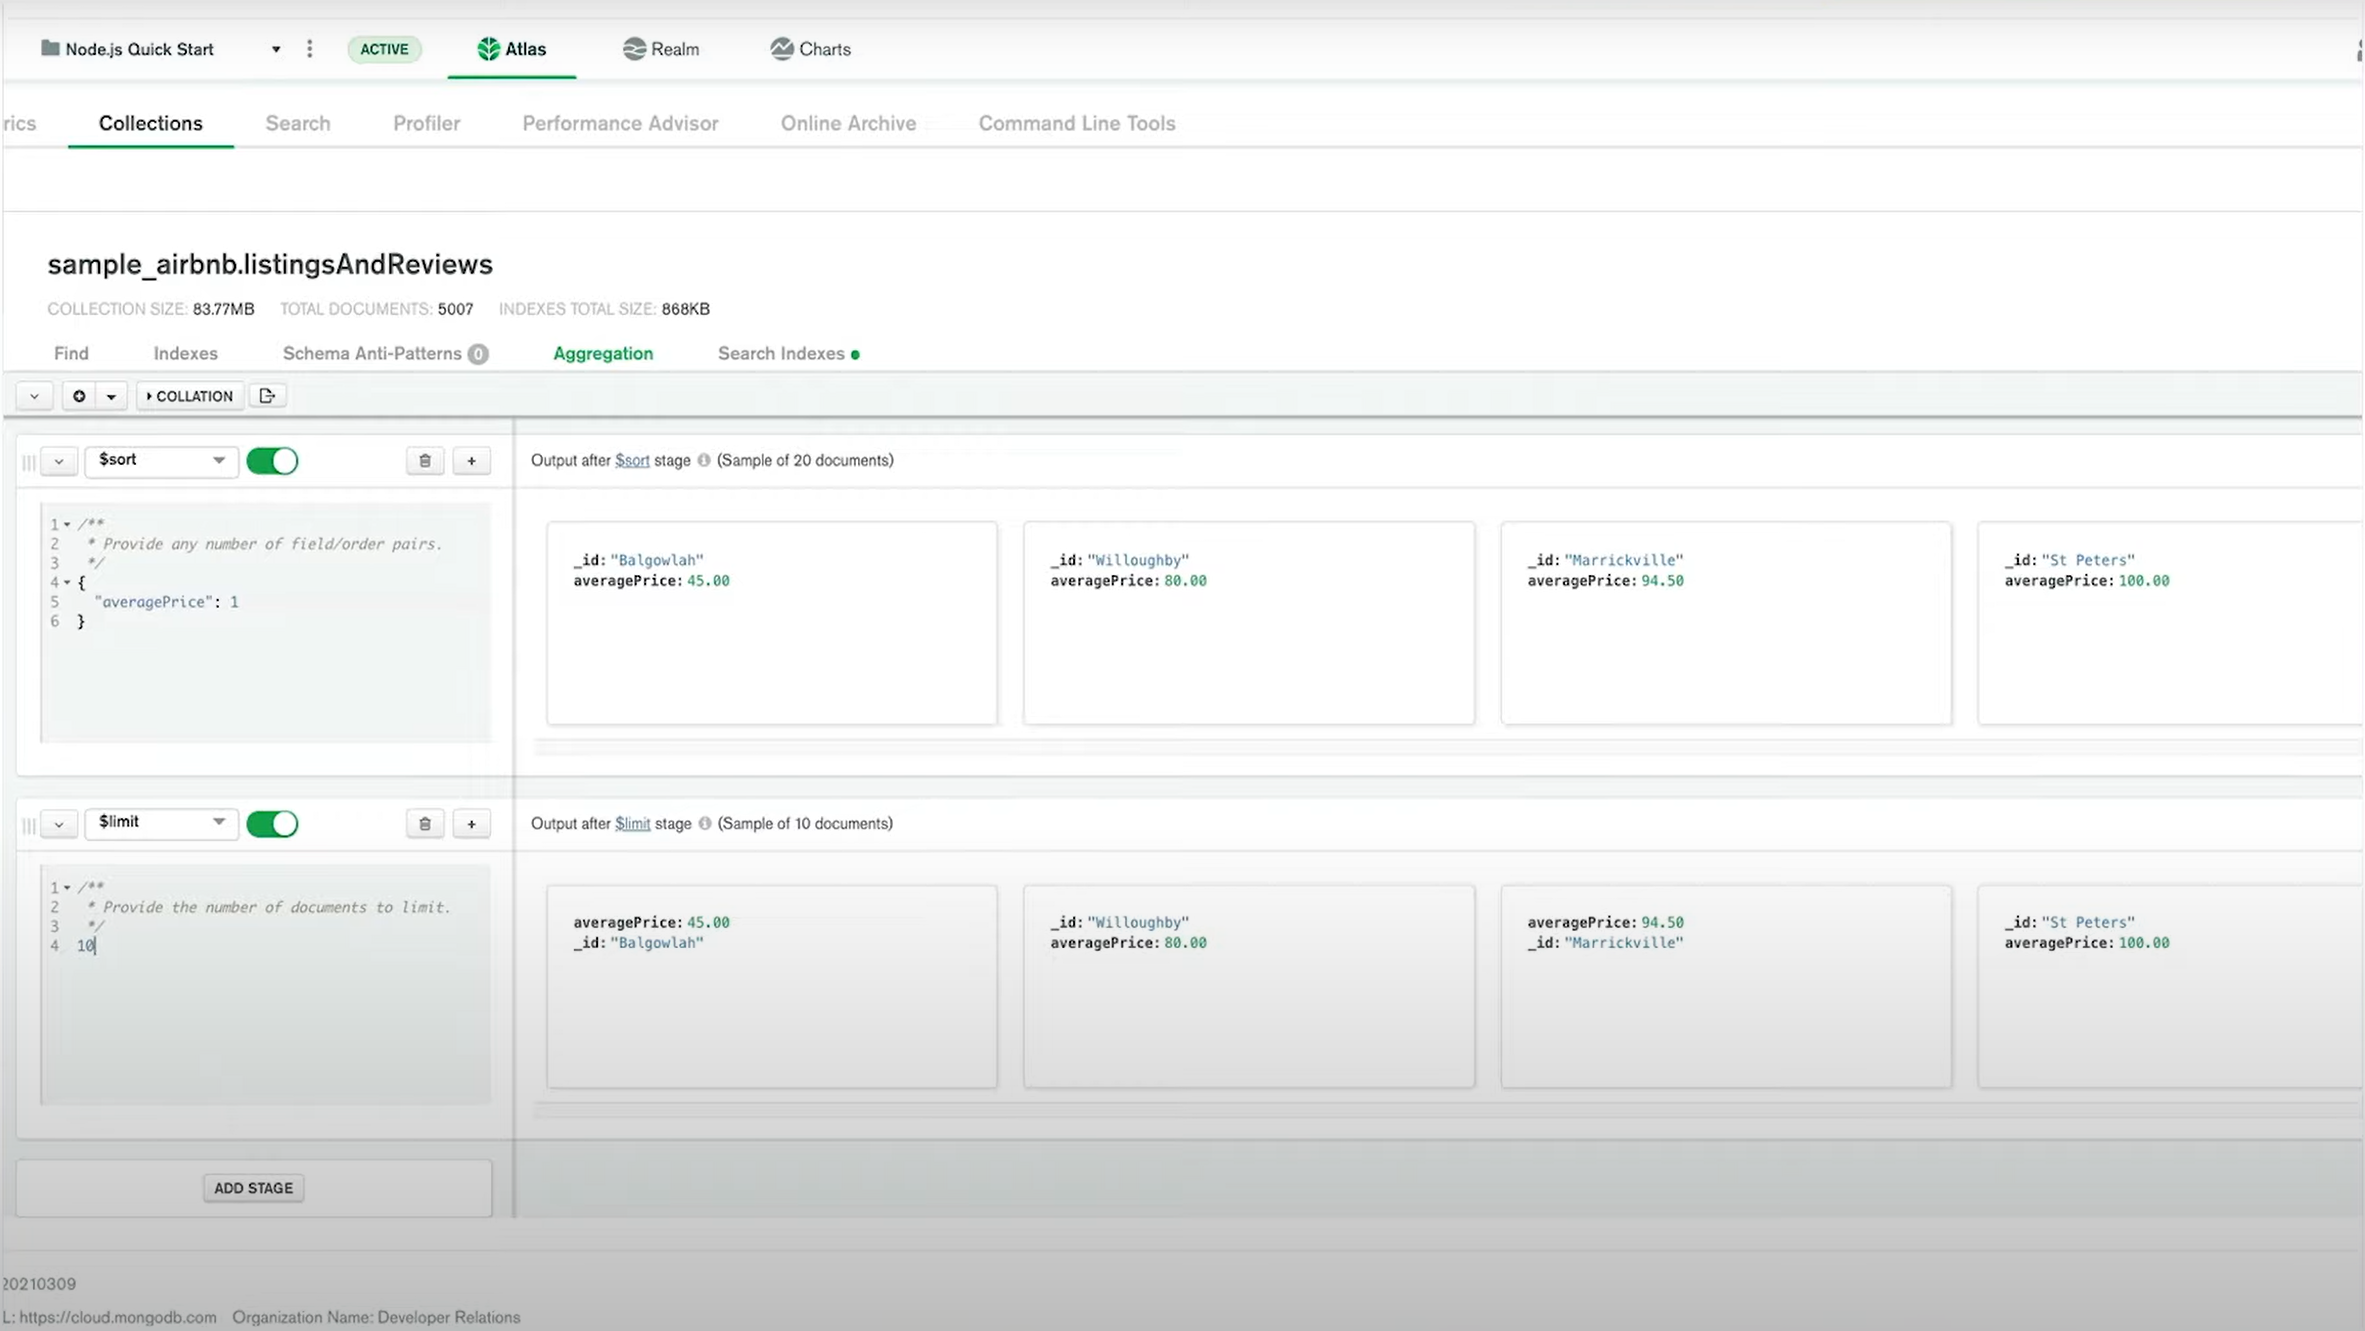 Node.js Quick Start ACTIVE Atlas Realm Charts
rics Collections Search Profiler Performance Advisor Online Archive Command Line Tools
sample_airbnb.listingsAndReviews
COLLECTION SIZE: 83.77MB TOTAL DOCUMENTS: 5007 INDEXES TOTAL SIZE: 868KB
Find Indexes Schema Anti-Patterns 0 Aggregation Search Indexes
COLLATION
$sort
Output after $sort stage (Sample of 20 documents)
1 /**
2 * Provide any number of field/order pairs.
3 */
4 {
5 "averagePrice": 1
6 }
_id: "Balgowlah"
averagePrice: 45.00
_id: "Willoughby"
averagePrice: 80.00
_id: "Marrickville"
averagePrice: 94.50
_id: "St Peters"
averagePrice: 100.00
$limit
Output after $limit stage (Sample of 10 documents)
1 /**
2 * Provide the number of documents to limit.
3 */
4 10
averagePrice: 45.00
_id: "Balgowlah"
_id: "Willoughby"
averagePrice: 80.00
averagePrice: 94.50
_id: "Marrickville"
_id: "St Peters"
averagePrice: 100.00
ADD STAGE
20210309
L: https://cloud.mongodb.com Organization Name: Developer Relations